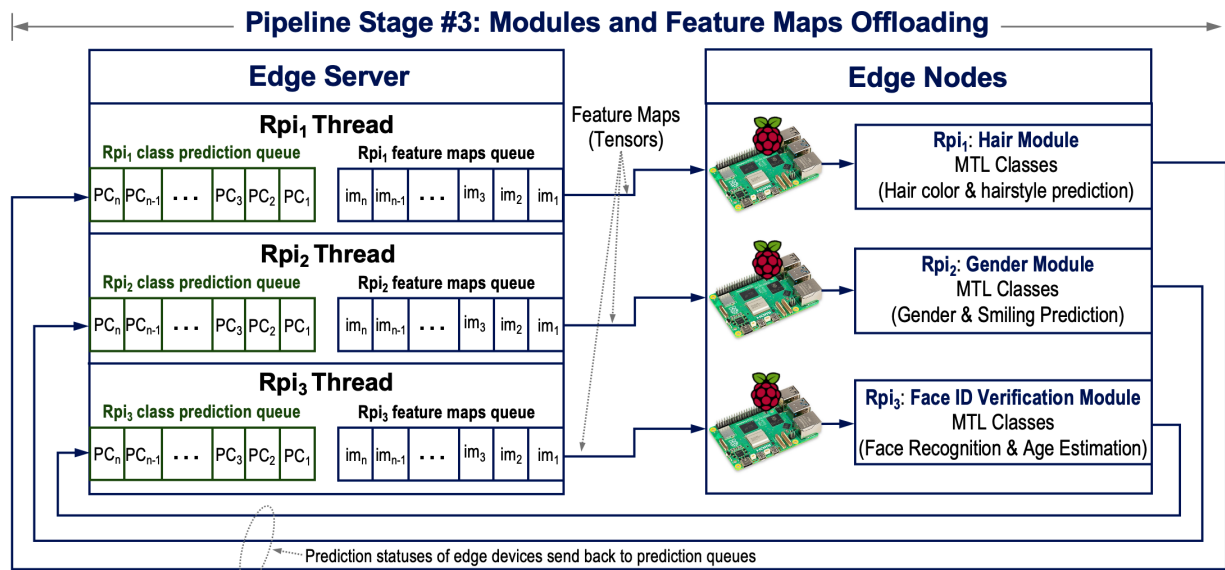 Pipeline Stage #3: Modules and Feature Maps Offloading
Edge Server
Rpi₁ Thread
Rpi₁ class prediction queue
Rpi₁ feature maps queue
PCₙ PCₙ₋₁ ... PC₃ PC₂ PC₁
imₙ imₙ₋₁ ... im₃ im₂ im₁
Rpi₂ Thread
Rpi₂ class prediction queue
Rpi₂ feature maps queue
PCₙ PCₙ₋₁ ... PC₃ PC₂ PC₁
imₙ imₙ₋₁ ... im₃ im₂ im₁
Rpi₃ Thread
Rpi₃ class prediction queue
Rpi₃ feature maps queue
PCₙ PCₙ₋₁ ... PC₃ PC₂ PC₁
imₙ imₙ₋₁ ... im₃ im₂ im₁
Feature Maps
(Tensors)
Edge Nodes
Rpi₁: Hair Module
MTL Classes
(Hair color & hairstyle prediction)
Rpi₂: Gender Module
MTL Classes
(Gender & Smiling Prediction)
Rpi₃: Face ID Verification Module
MTL Classes
(Face Recognition & Age Estimation)
Prediction statuses of edge devices send back to prediction queues